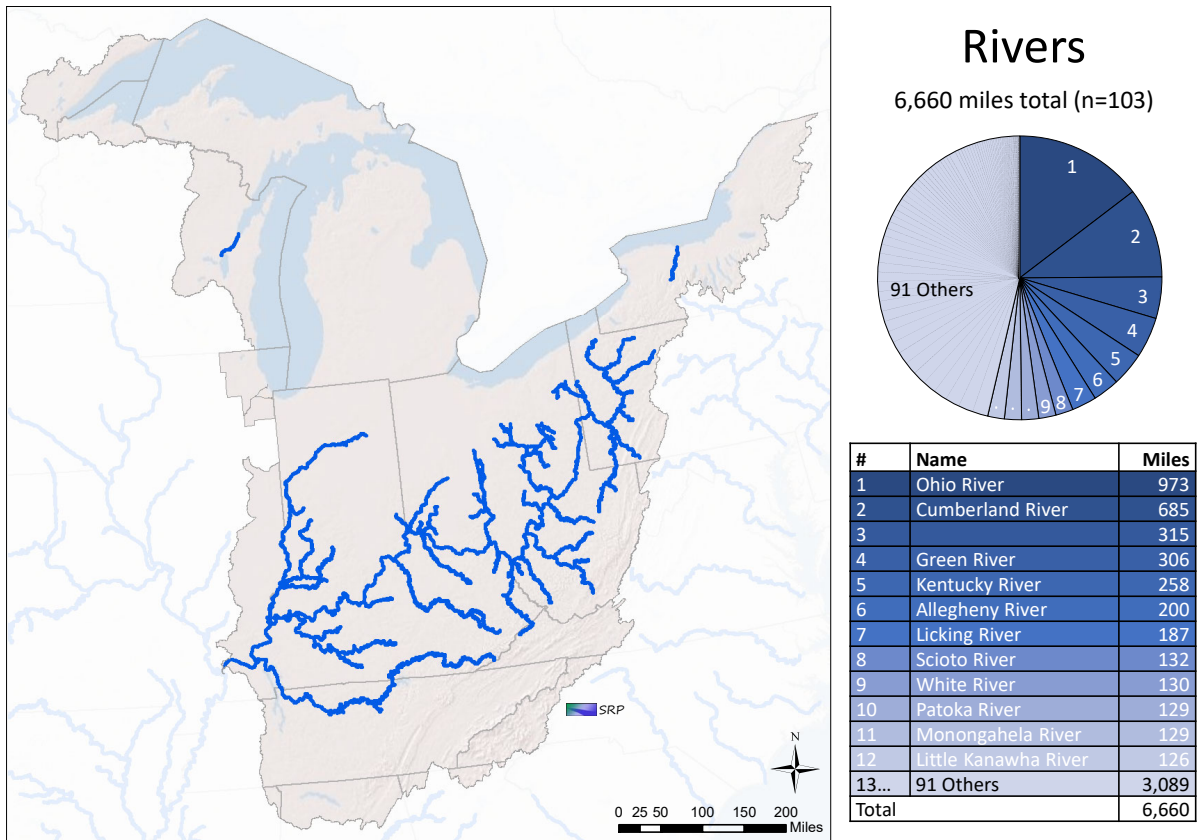 Rivers
6,660 miles total (n=103)
1
2
3
4
5
6
7
8
9
.
.
.
91 Others
# Name Miles
1 Ohio River 973
2 Cumberland River 685
3 315
4 Green River 306
5 Kentucky River 258
6 Allegheny River 200
7 Licking River 187
8 Scioto River 132
9 White River 130
10 Patoka River 129
11 Monongahela River 129
12 Little Kanawha River 126
13... 91 Others 3,089
Total 6,660
SRP
N
0 25 50 100 150 200
Miles